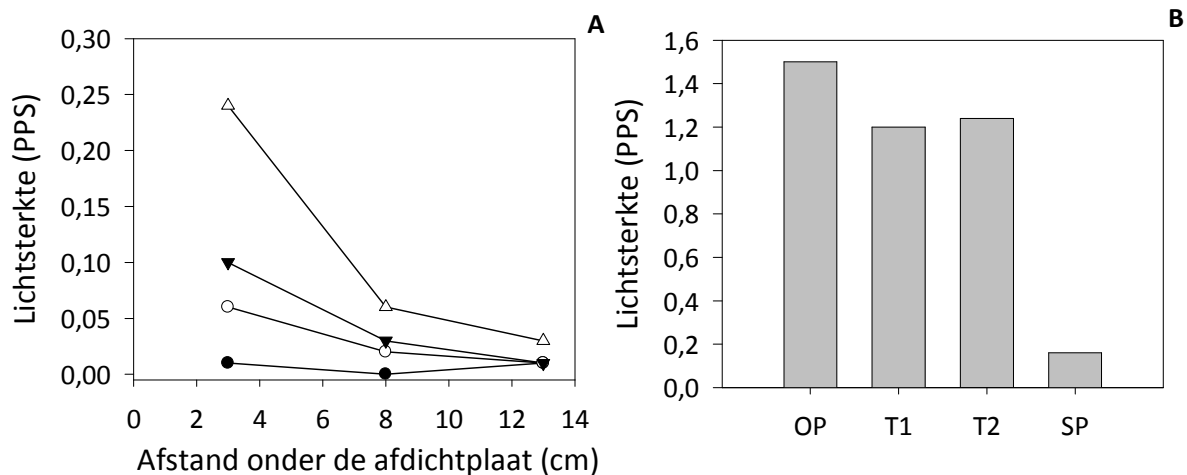 A
0,30
0,25
0,20
0,15
0,10
0,05
0,00
Lichtsterkte (PPS)
0 2 4 6 8 10 12 14
Afstand onder de afdichtplaat (cm)
B
1,6
1,4
1,2
1,0
0,8
0,6
0,4
0,2
0,0
Lichtsterkte (PPS)
OP T1 T2 SP